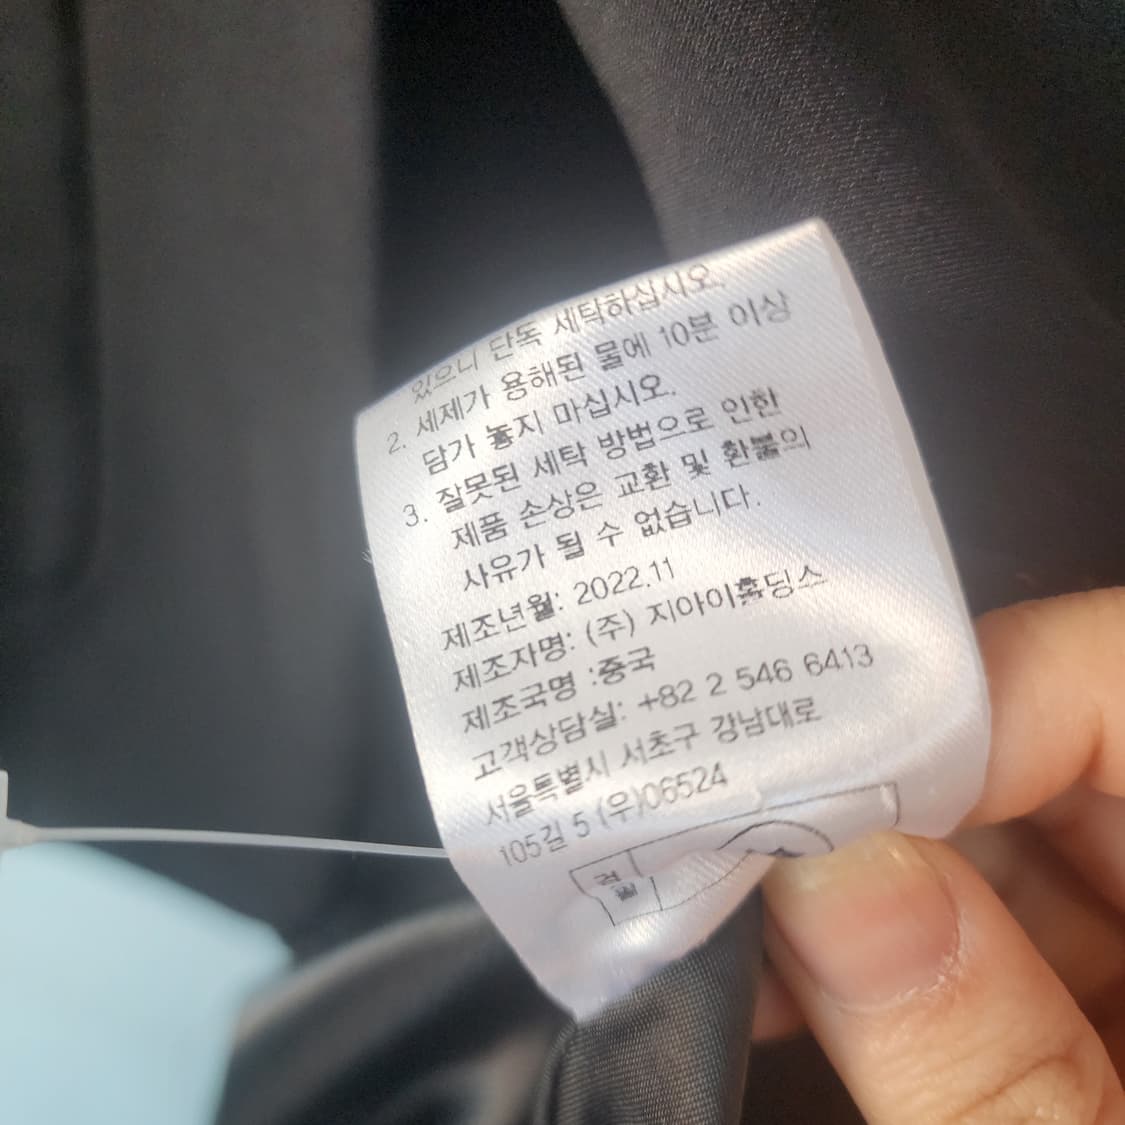 있으니 단독 세탁하십시오.
2. 세제가 용해된 물에 10분 이상
담가 놓지 마십시오.
3. 잘못된 세탁 방법으로 인한
제품 손상은 교환 및 환불의
사유가 될 수 없습니다.
제조년월: 2022.11
제조자명: (주) 지아이홀딩스
제조국명 :중국
고객상담실: +82 2 546 6413
서울특별시 서초구 강남대로
105길 5 (우)06524